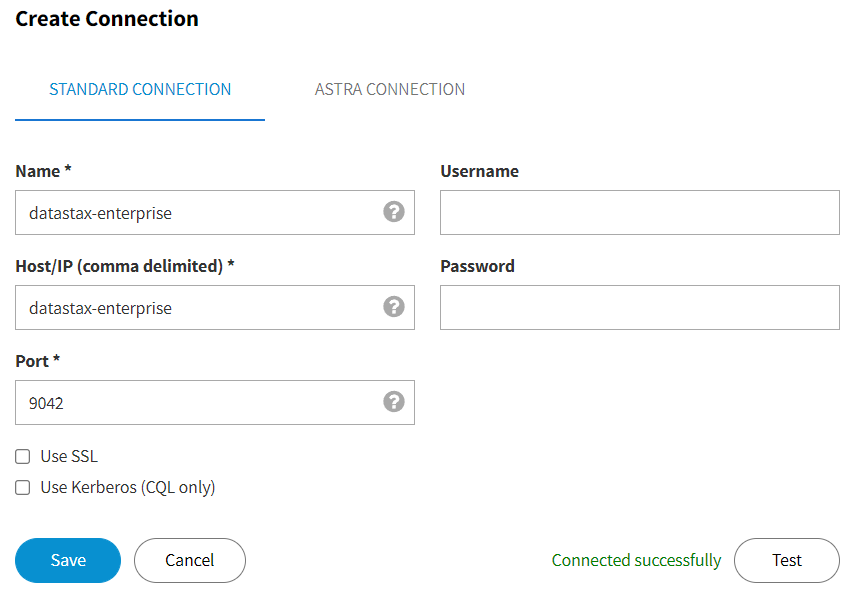 Create Connection
STANDARD CONNECTION
ASTRA CONNECTION
Name *
Username
datastax-enterprise
?
Host/IP (comma delimited) *
Password
datastax-enterprise
?
Port *
9042
?
Use SSL
Use Kerberos (CQL only)
Save
Cancel
Connected successfully
Test